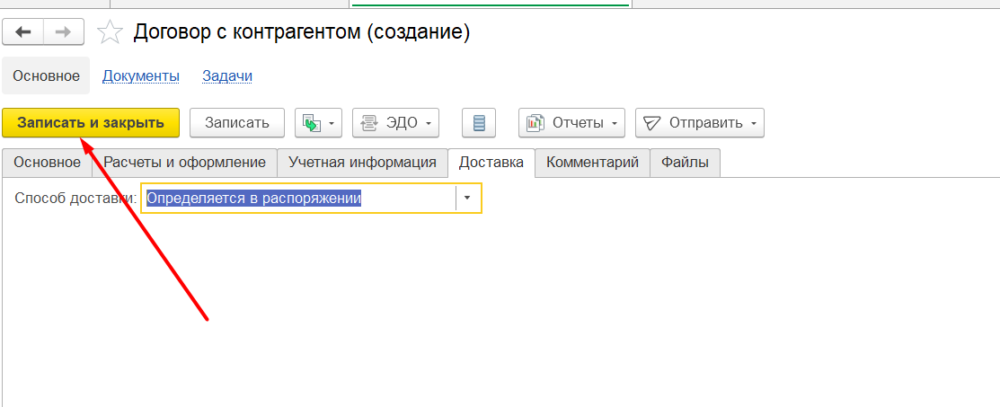 Договор с контрагентом (создание)
Основное Документы Задачи
Записать и закрыть Записать ЭДО Отчеты Отправить
Основное Расчеты и оформление Учетная информация Доставка Комментарий Файлы
Способ доставки: Определяется в распоряжении